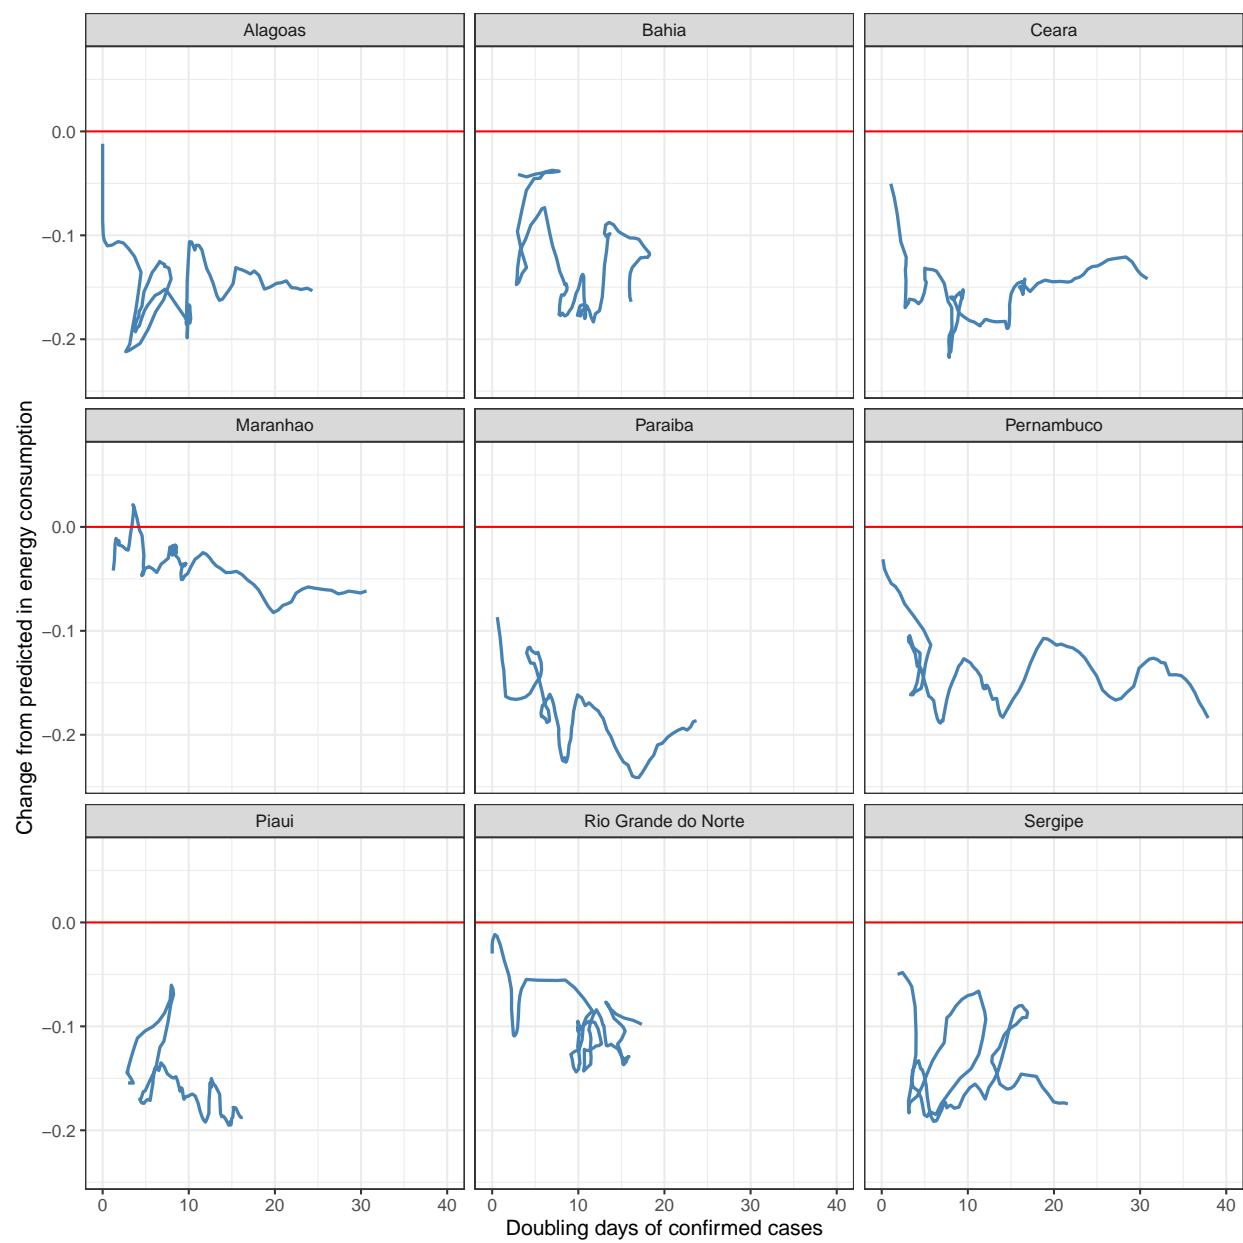 Alagoas
Bahia
Ceara
0.0
−0.1
−0.2
Maranhao
Paraiba
Pernambuco
0.0
−0.1
−0.2
Piaui
Rio Grande do Norte
Sergipe
0.0
−0.1
−0.2
0 10 20 30 40
0 10 20 30 40
0 10 20 30 40
Doubling days of confirmed cases
Change from predicted in energy consumption